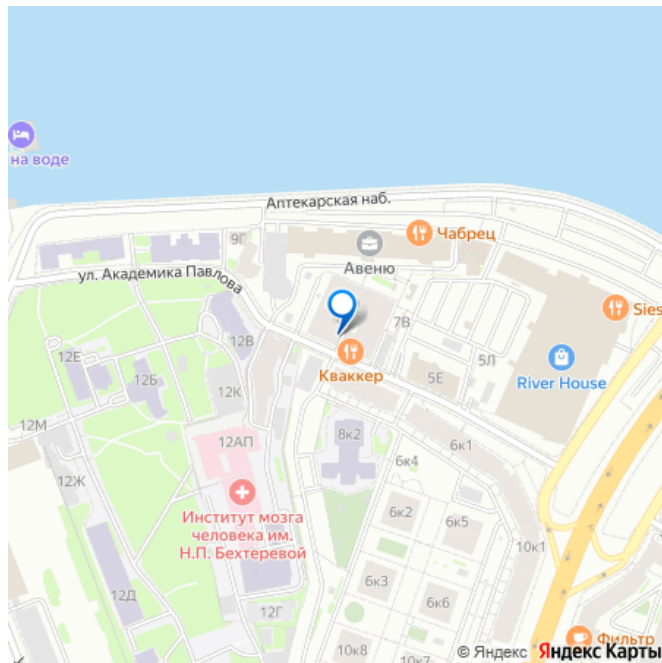 на воде
Аптекарская наб.
Чабрец
9Г
Авеню
ул. Академика Павлова
Sies
7В
12В
5Л
12Е
Кваккер
River House
12Б
5Е
12К
12М
8к2
6к1
12АП
6к4
12Ж
6к2
6к5
Институт мозга
человека им.
Н.П. Бехтеревой
10к1
6к3
12Д
6к6
12Г
Фильтр
10к8
10к7
© Яндекс Яндекс Карты